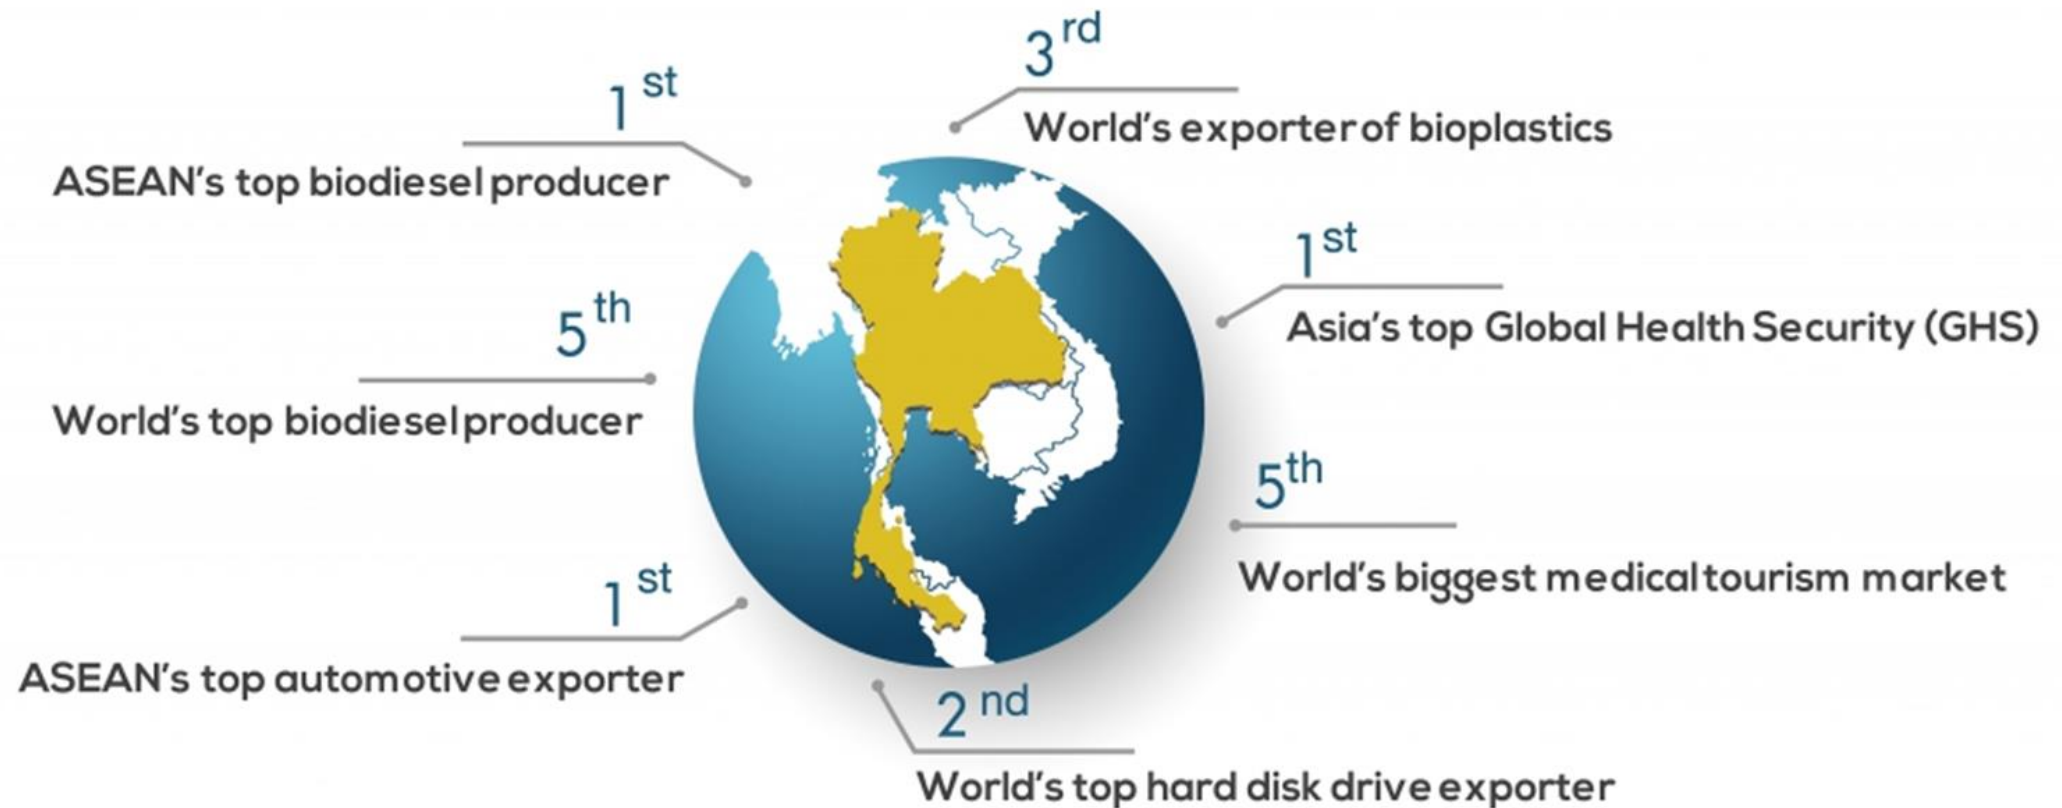 3rd
World's exporter of bioplastics
1st
ASEAN's top biodiesel producer
1st
Asia's top Global Health Security (GHS)
5th
World's top biodiesel producer
5th
World's biggest medical tourism market
1st
ASEAN's top automotive exporter
2nd
World's top hard disk drive exporter